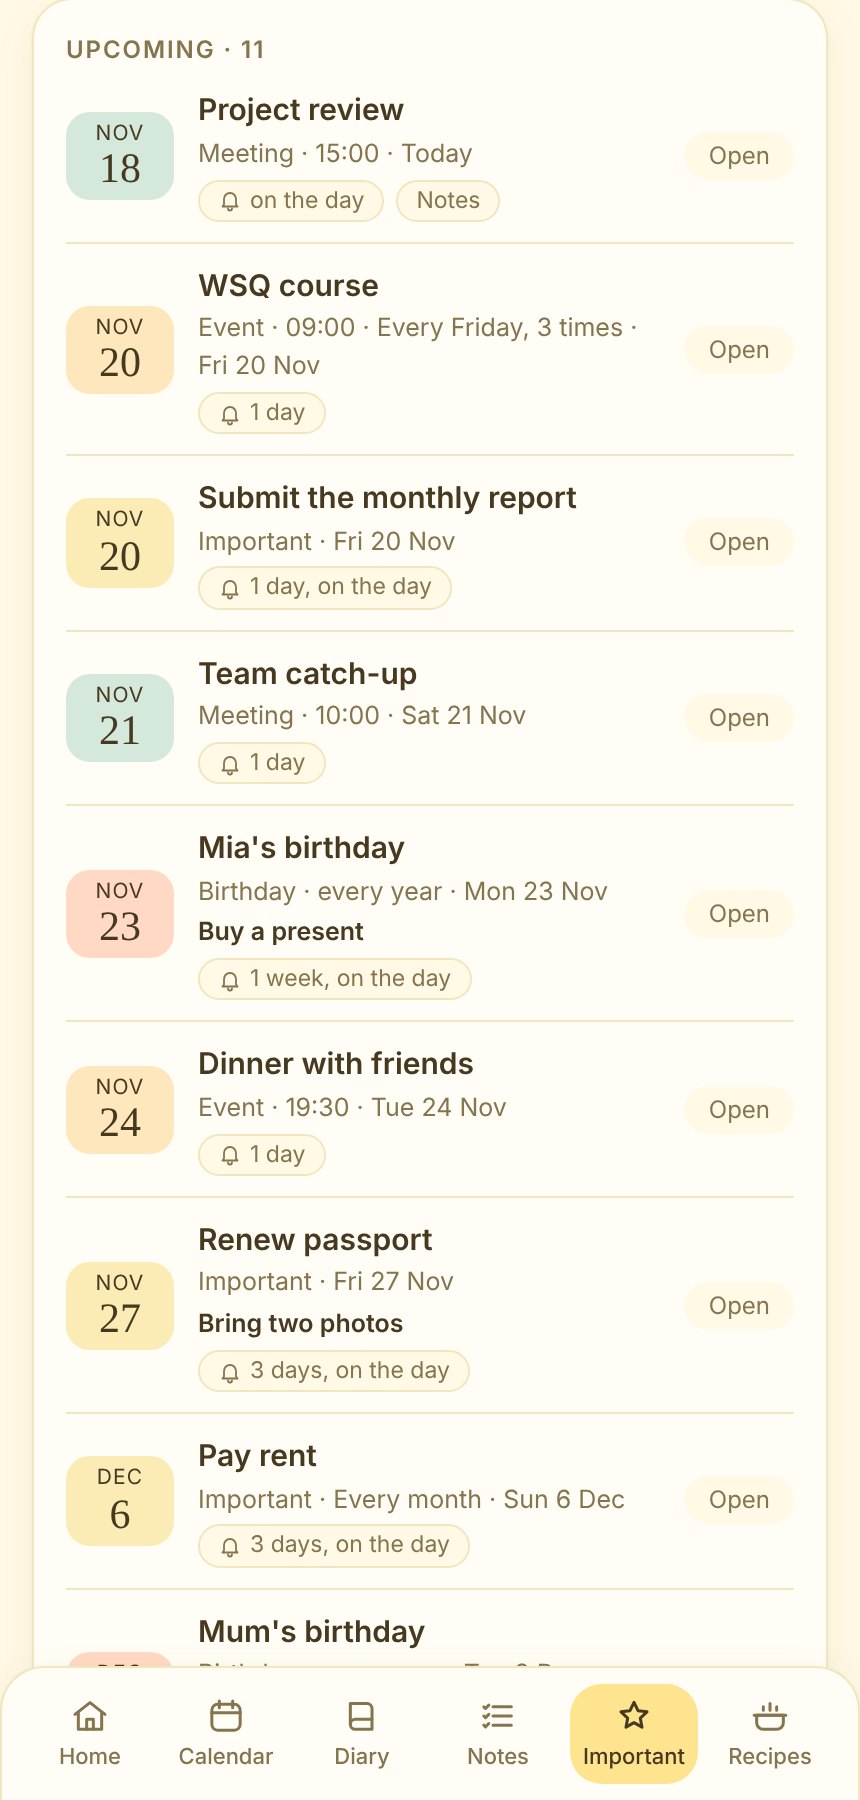 UPCOMING · 11
NOV
18
Project review
Meeting · 15:00 · Today
on the day
Notes
Open
NOV
20
WSQ course
Event · 09:00 · Every Friday, 3 times ·
Fri 20 Nov
1 day
Open
NOV
20
Submit the monthly report
Important · Fri 20 Nov
1 day, on the day
Open
NOV
21
Team catch-up
Meeting · 10:00 · Sat 21 Nov
1 day
Open
NOV
23
Mia's birthday
Birthday · every year · Mon 23 Nov
Buy a present
1 week, on the day
Open
NOV
24
Dinner with friends
Event · 19:30 · Tue 24 Nov
1 day
Open
NOV
27
Renew passport
Important · Fri 27 Nov
Bring two photos
3 days, on the day
Open
DEC
6
Pay rent
Important · Every month · Sun 6 Dec
3 days, on the day
Open
Mum's birthday
Home
Calendar
Diary
Notes
Important
Recipes